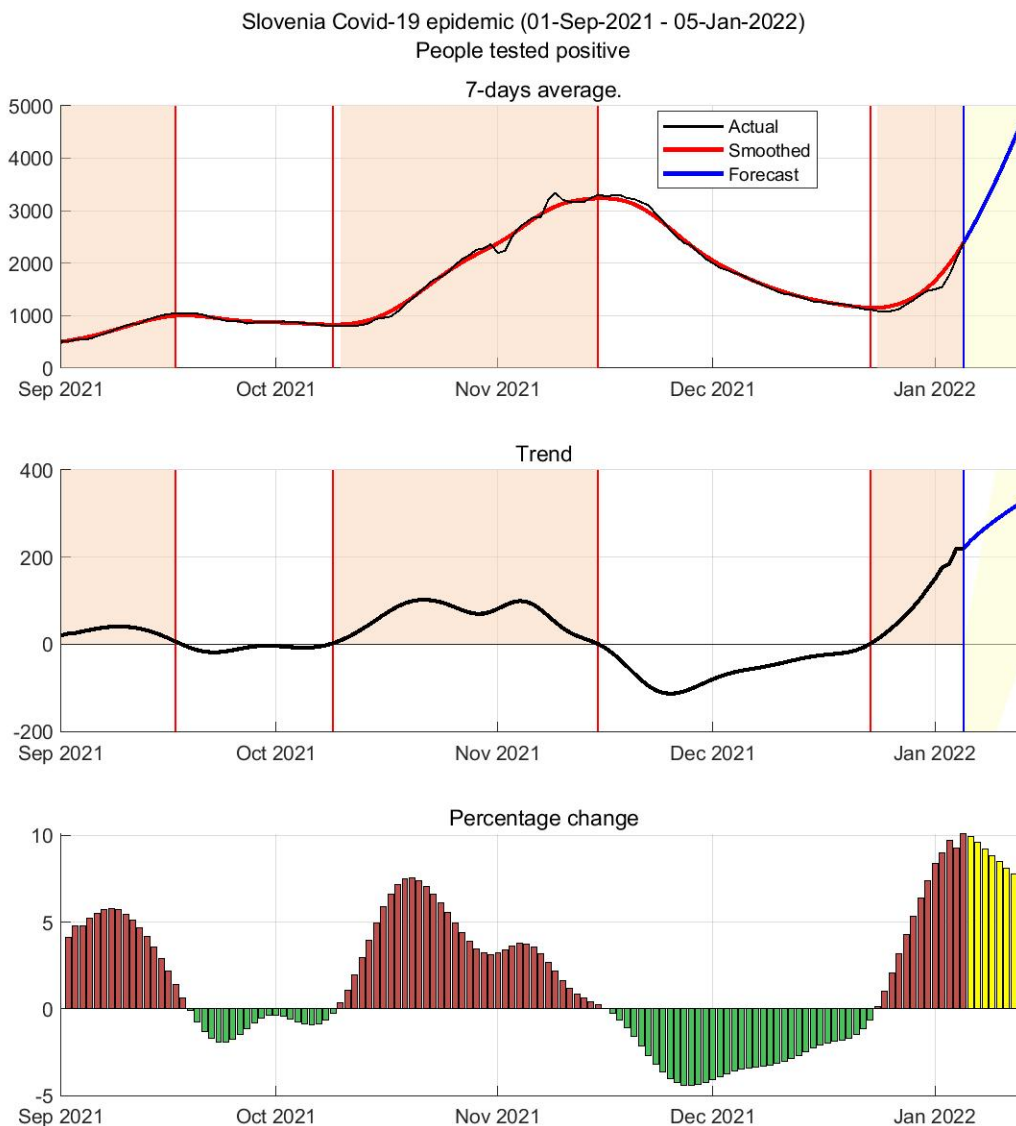 Slovenia Covid-19 epidemic (01-Sep-2021 - 05-Jan-2022)
People tested positive
7-days average.
5000
4000
3000
2000
1000
0
Actual
Smoothed
Forecast
Sep 2021
Oct 2021
Nov 2021
Dec 2021
Jan 2022
Trend
400
200
0
-200
Sep 2021
Oct 2021
Nov 2021
Dec 2021
Jan 2022
Percentage change
10
5
0
-5
Sep 2021
Oct 2021
Nov 2021
Dec 2021
Jan 2022